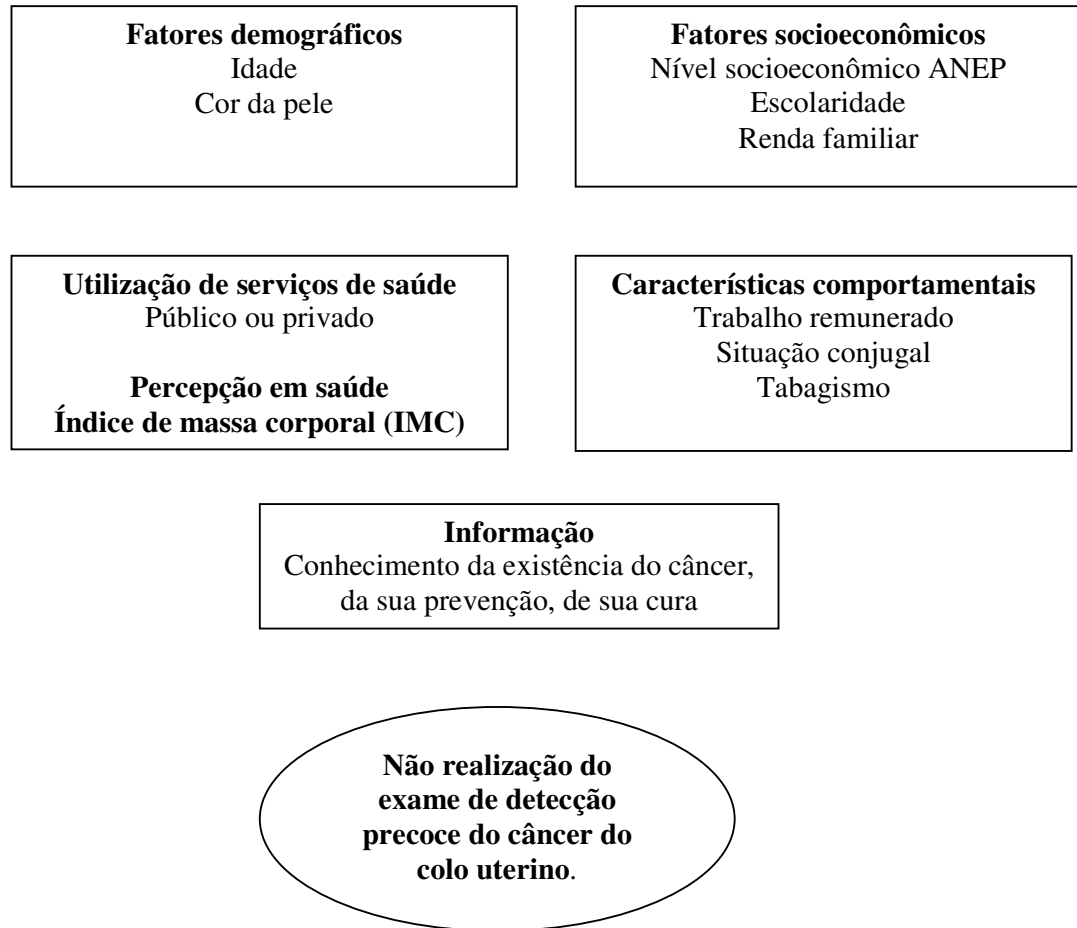 Fatores demográficos
Idade
Cor da pele
Fatores socioeconômicos
Nível socioeconômico ANEP
Escolaridade
Renda familiar
Utilização de serviços de saúde
Público ou privado
Percepção em saúde
Índice de massa corporal (IMC)
Características comportamentais
Trabalho remunerado
Situação conjugal
Tabagismo
Informação
Conhecimento da existência do câncer,
da sua prevenção, de sua cura
Não realização do
exame de detecção
precoce do câncer do
colo uterino.